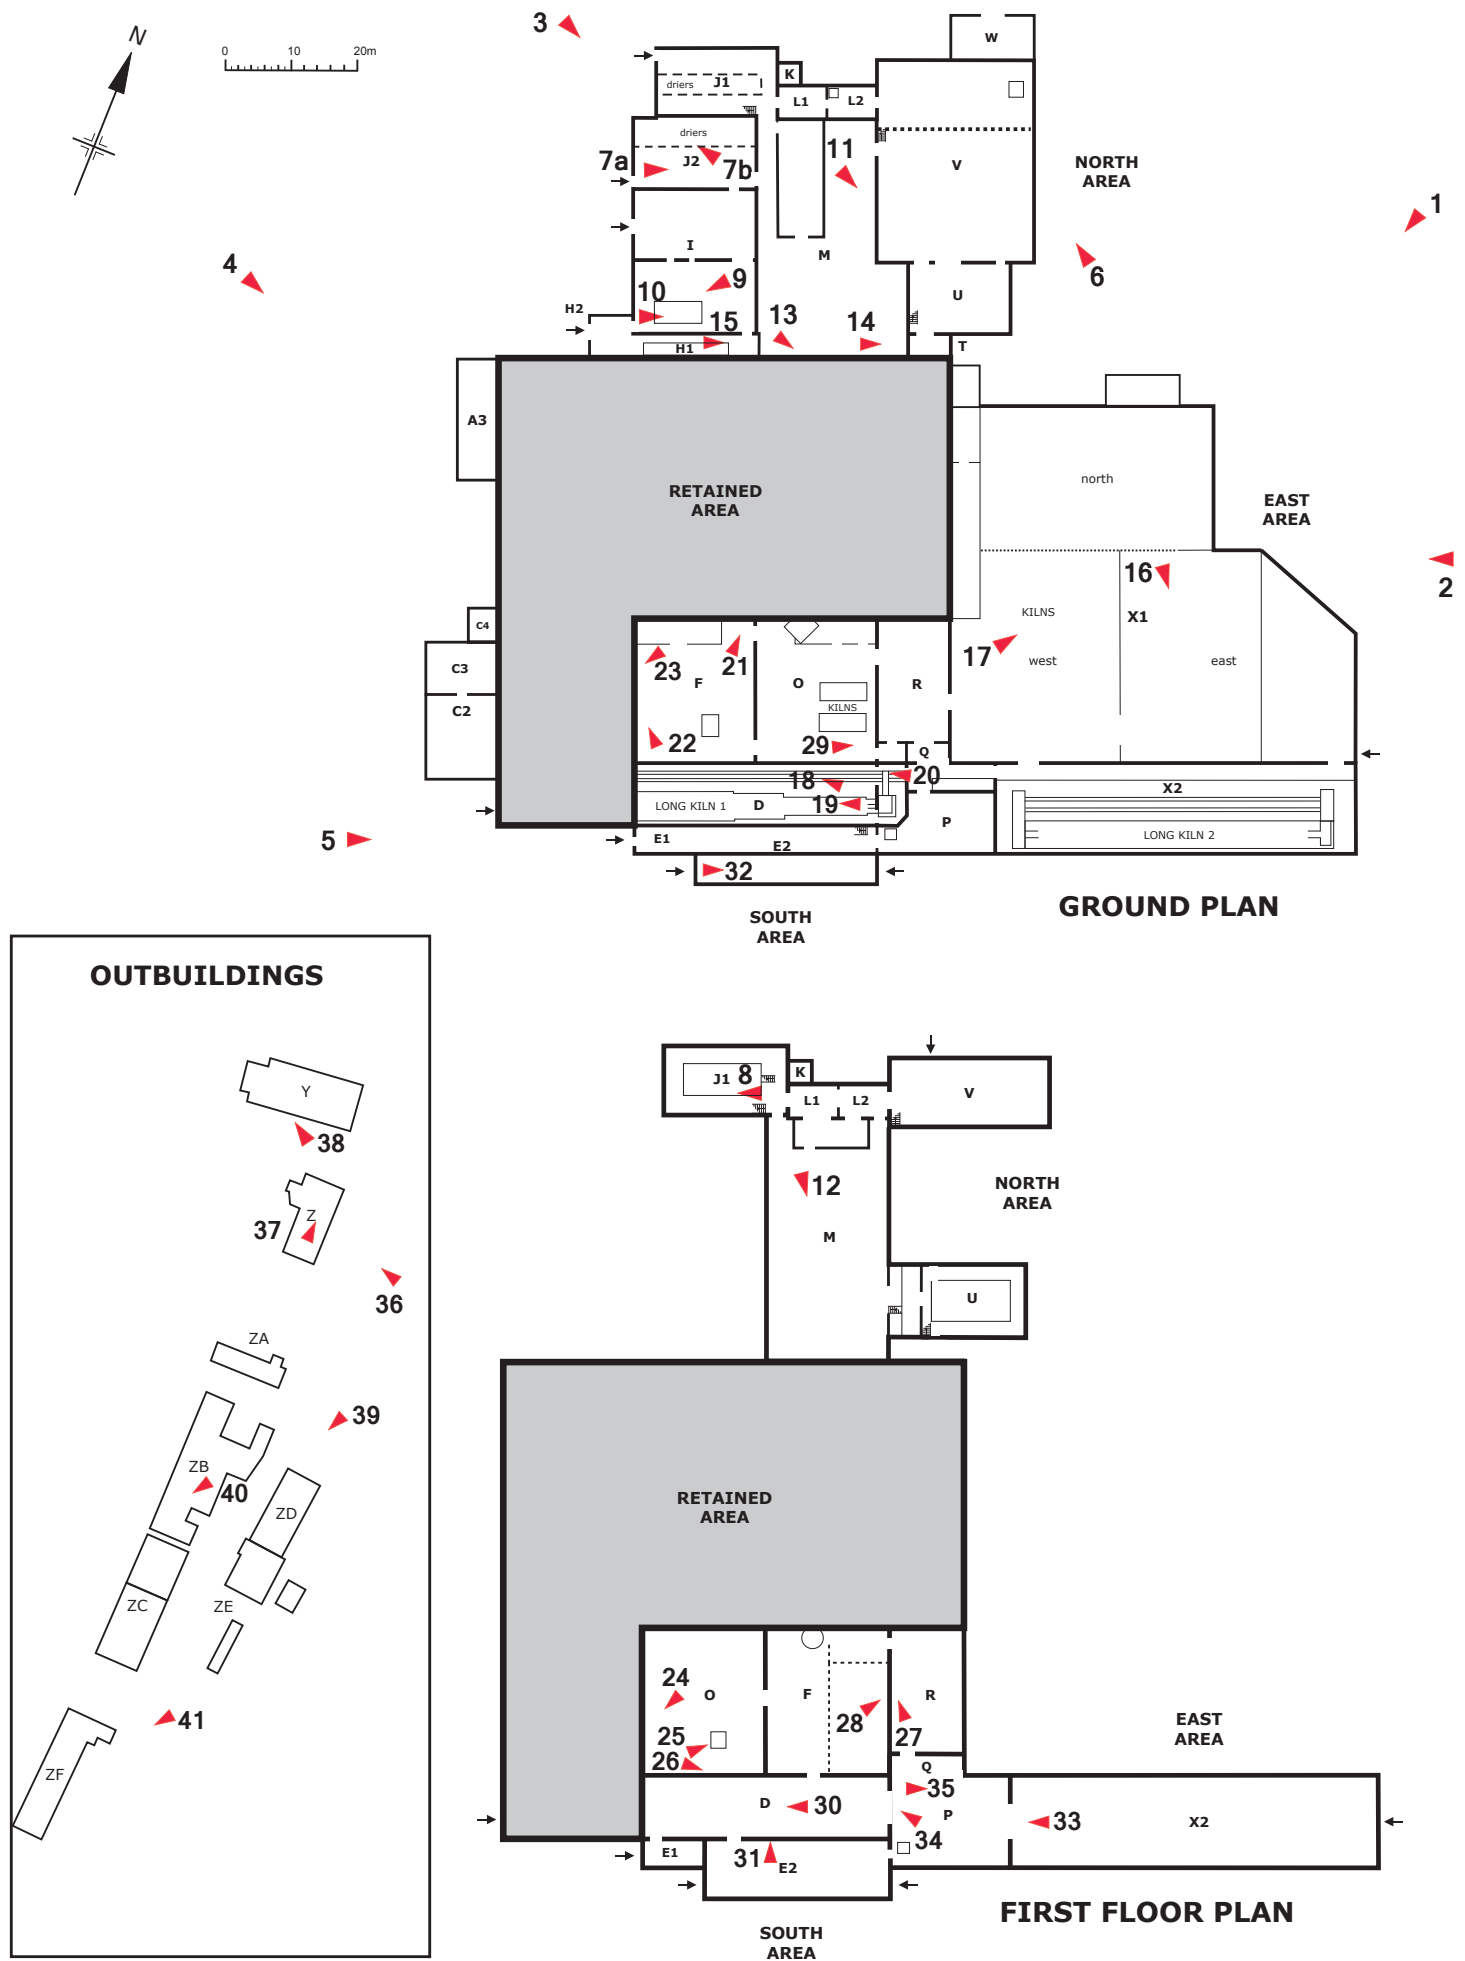 N
0 10 20m
3
W
K
driers J1
L1 L2
driers
7a J2 7b
11
V
NORTH
AREA
1
I
M
4
6
10 9
U
H2
15 13 14
H1
T
A3
RETAINED
AREA
north
EAST
AREA
16
2
KILNS
X1
C4
17 west
east
23 21
C3
F O R
C2
KILNS
22 29
Q
18 20
X2
LONG KILN 1 D 19
P
LONG KILN 2
5
E1 E2
32
GROUND PLAN
SOUTH
AREA
OUTBUILDINGS
Y
38
Z
37
36
ZA
39
ZB
40
ZD
ZC ZE
41
ZF
J1 8
K
L1 L2
V
12
NORTH
AREA
M
U
RETAINED
AREA
24
O F R
28 27
25
26
EAST
AREA
Q
35
D 30
P
34
33
X2
31
E1 E2
FIRST FLOOR PLAN
SOUTH
AREA